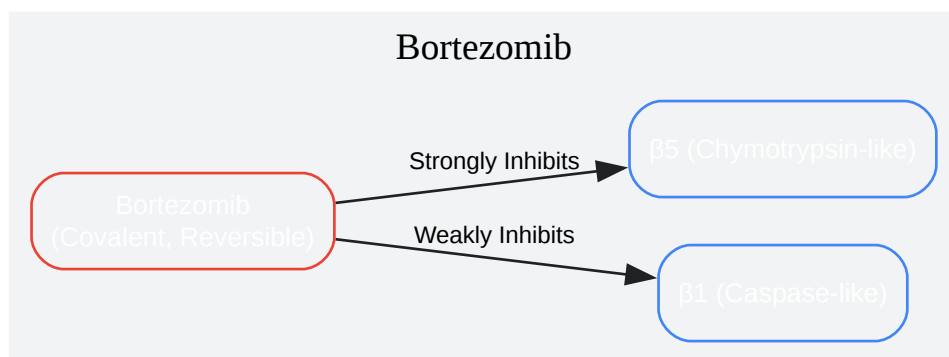 Bortezomib
Strongly Inhibits
β5 (Chymotrypsin-like)
Bortezomib
(Covalent, Reversible)
Weakly Inhibits
β1 (Caspase-like)